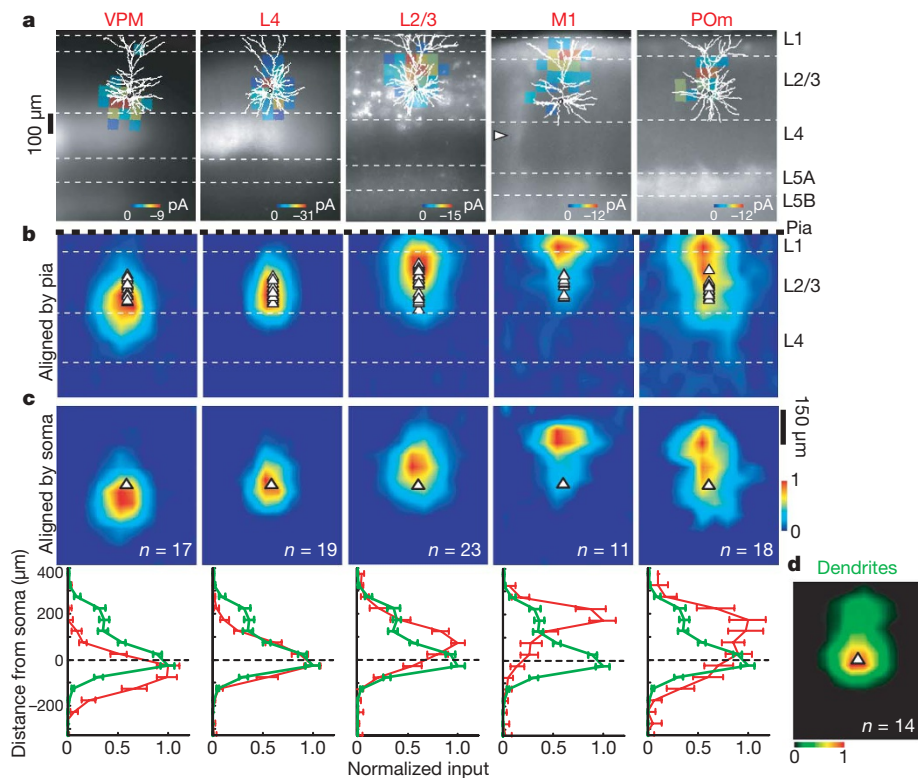 a VPM L4 L2/3 M1 POm
L1
L2/3
L4
L5A
L5B
100 µm
0 −9 pA
0 −31 pA
0 −15 pA
0 −12 pA
0 −12 pA
Pia
b
Aligned by pia
L1
L2/3
L4
c
Aligned by soma
150 µm
1
0
n = 17
n = 19
n = 23
n = 11
n = 18
Distance from soma (µm)
400
200
0
−200
0 0.5 1.0
0 0.5 1.0
0 0.5 1.0
0 0.5 1.0
0 0.5 1.0
Normalized input
d
Dendrites
n = 14
0 1